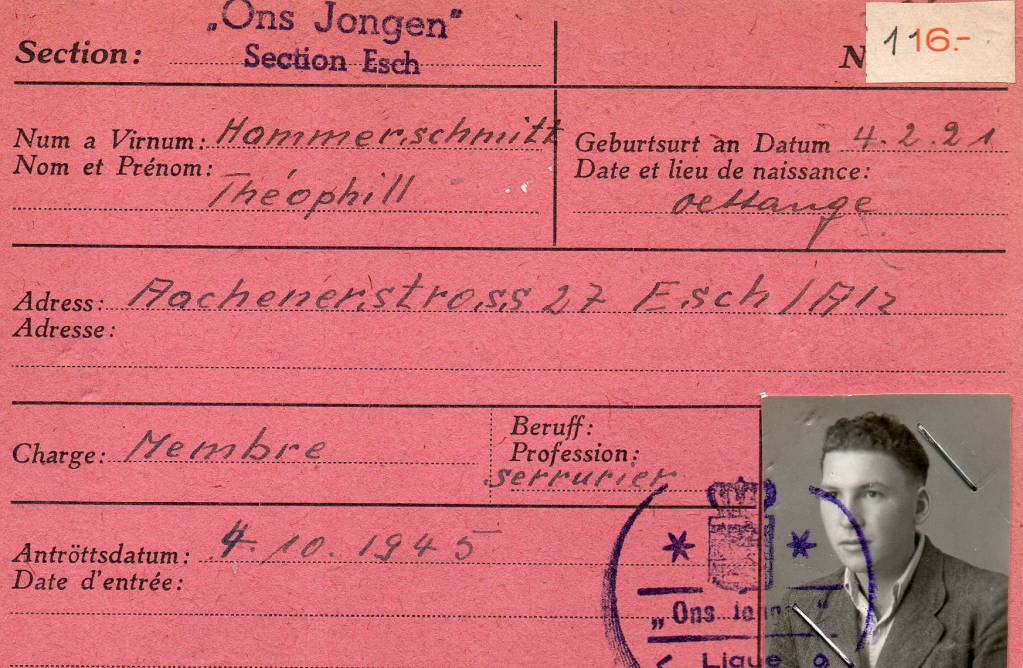 „Ons Jongen"
Section: Section Esch
N 116.-
Num a Virnum: Hammerschmitt
Nom et Prénom:
Théophill
Geburtsurt an Datum 4.2.21
Date et lieu de naissance:
Oettange
Adress: Aachenerstross 27 Esch/Alz
Adresse:
Charge: Membre
Beruff:
Profession:
serrurier
Antröttsdatum: 4.10.1945
Date d'entrée:
„Ons Jongen"
Ligue